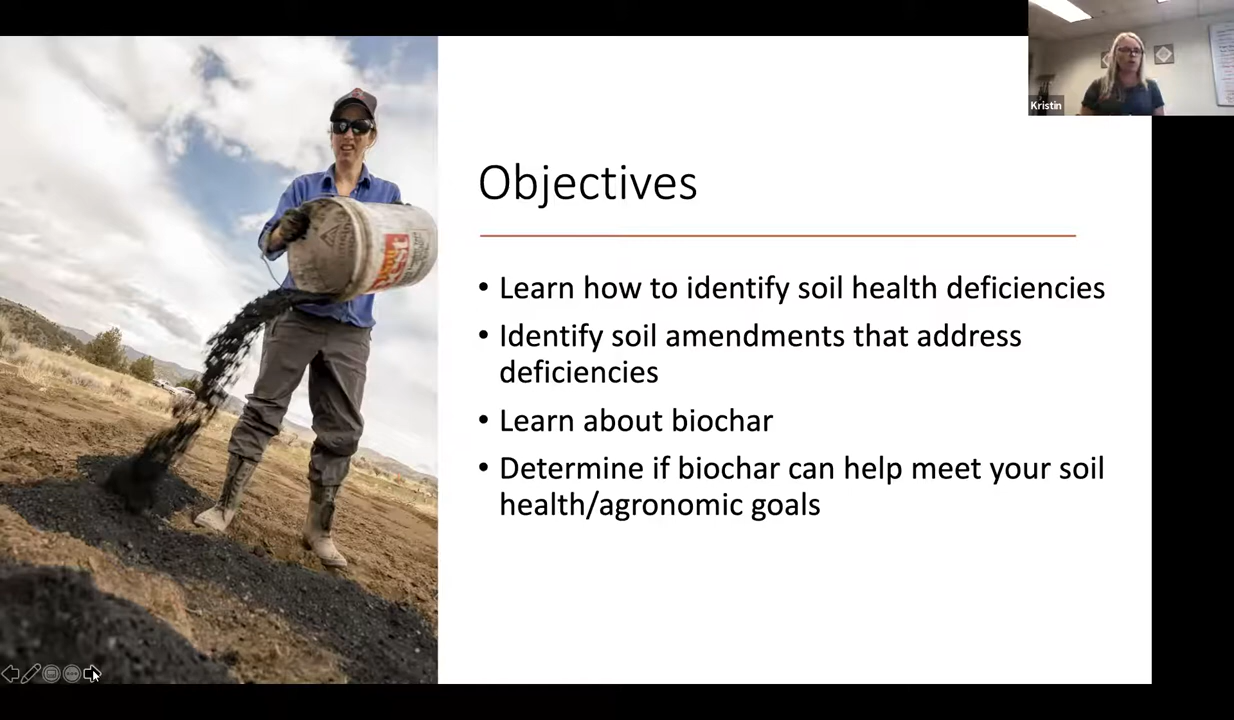 Kristin
Objectives
• Learn how to identify soil health deficiencies
• Identify soil amendments that address
deficiencies
• Learn about biochar
• Determine if biochar can help meet your soil
health/agronomic goals